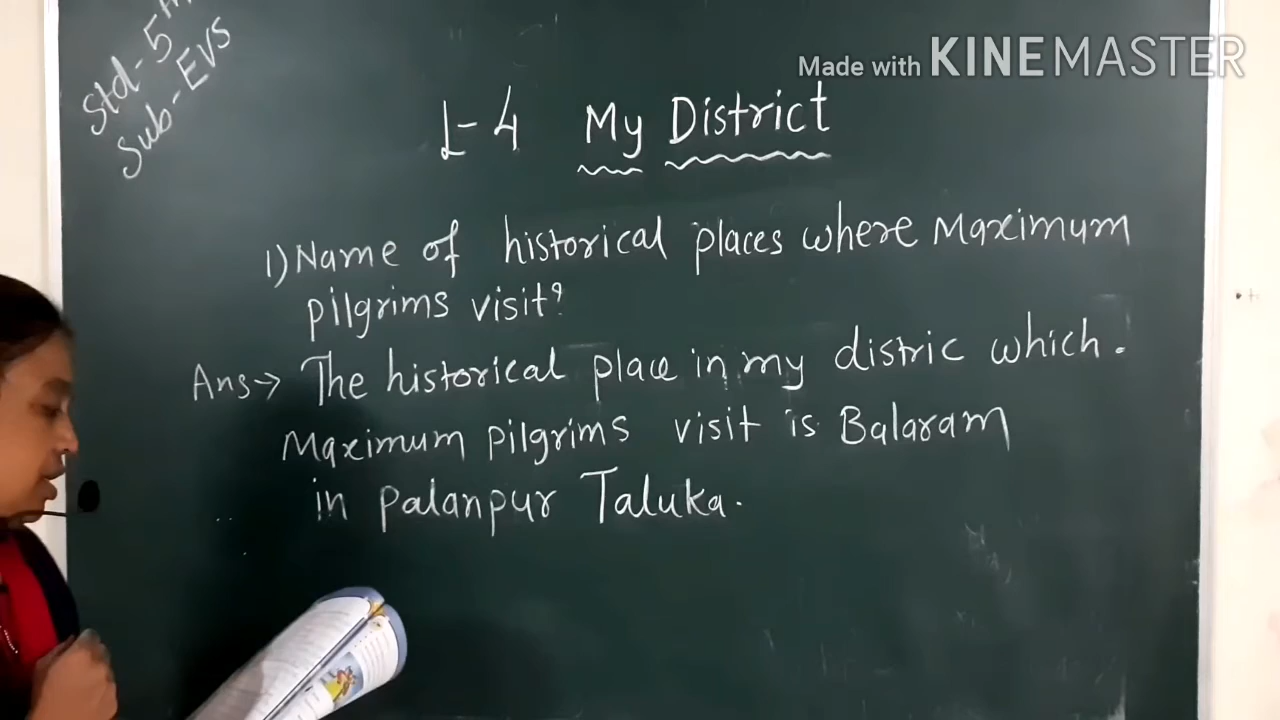 Std-5th
Sub-EVS
Made with KINEMASTER
L-4 My District
1) Name of historical places where Maximum
pilgrims visit?
Ans→ The historical place in my distric which.
Maximum pilgrims visit is Balaram
in palanpur Taluka.